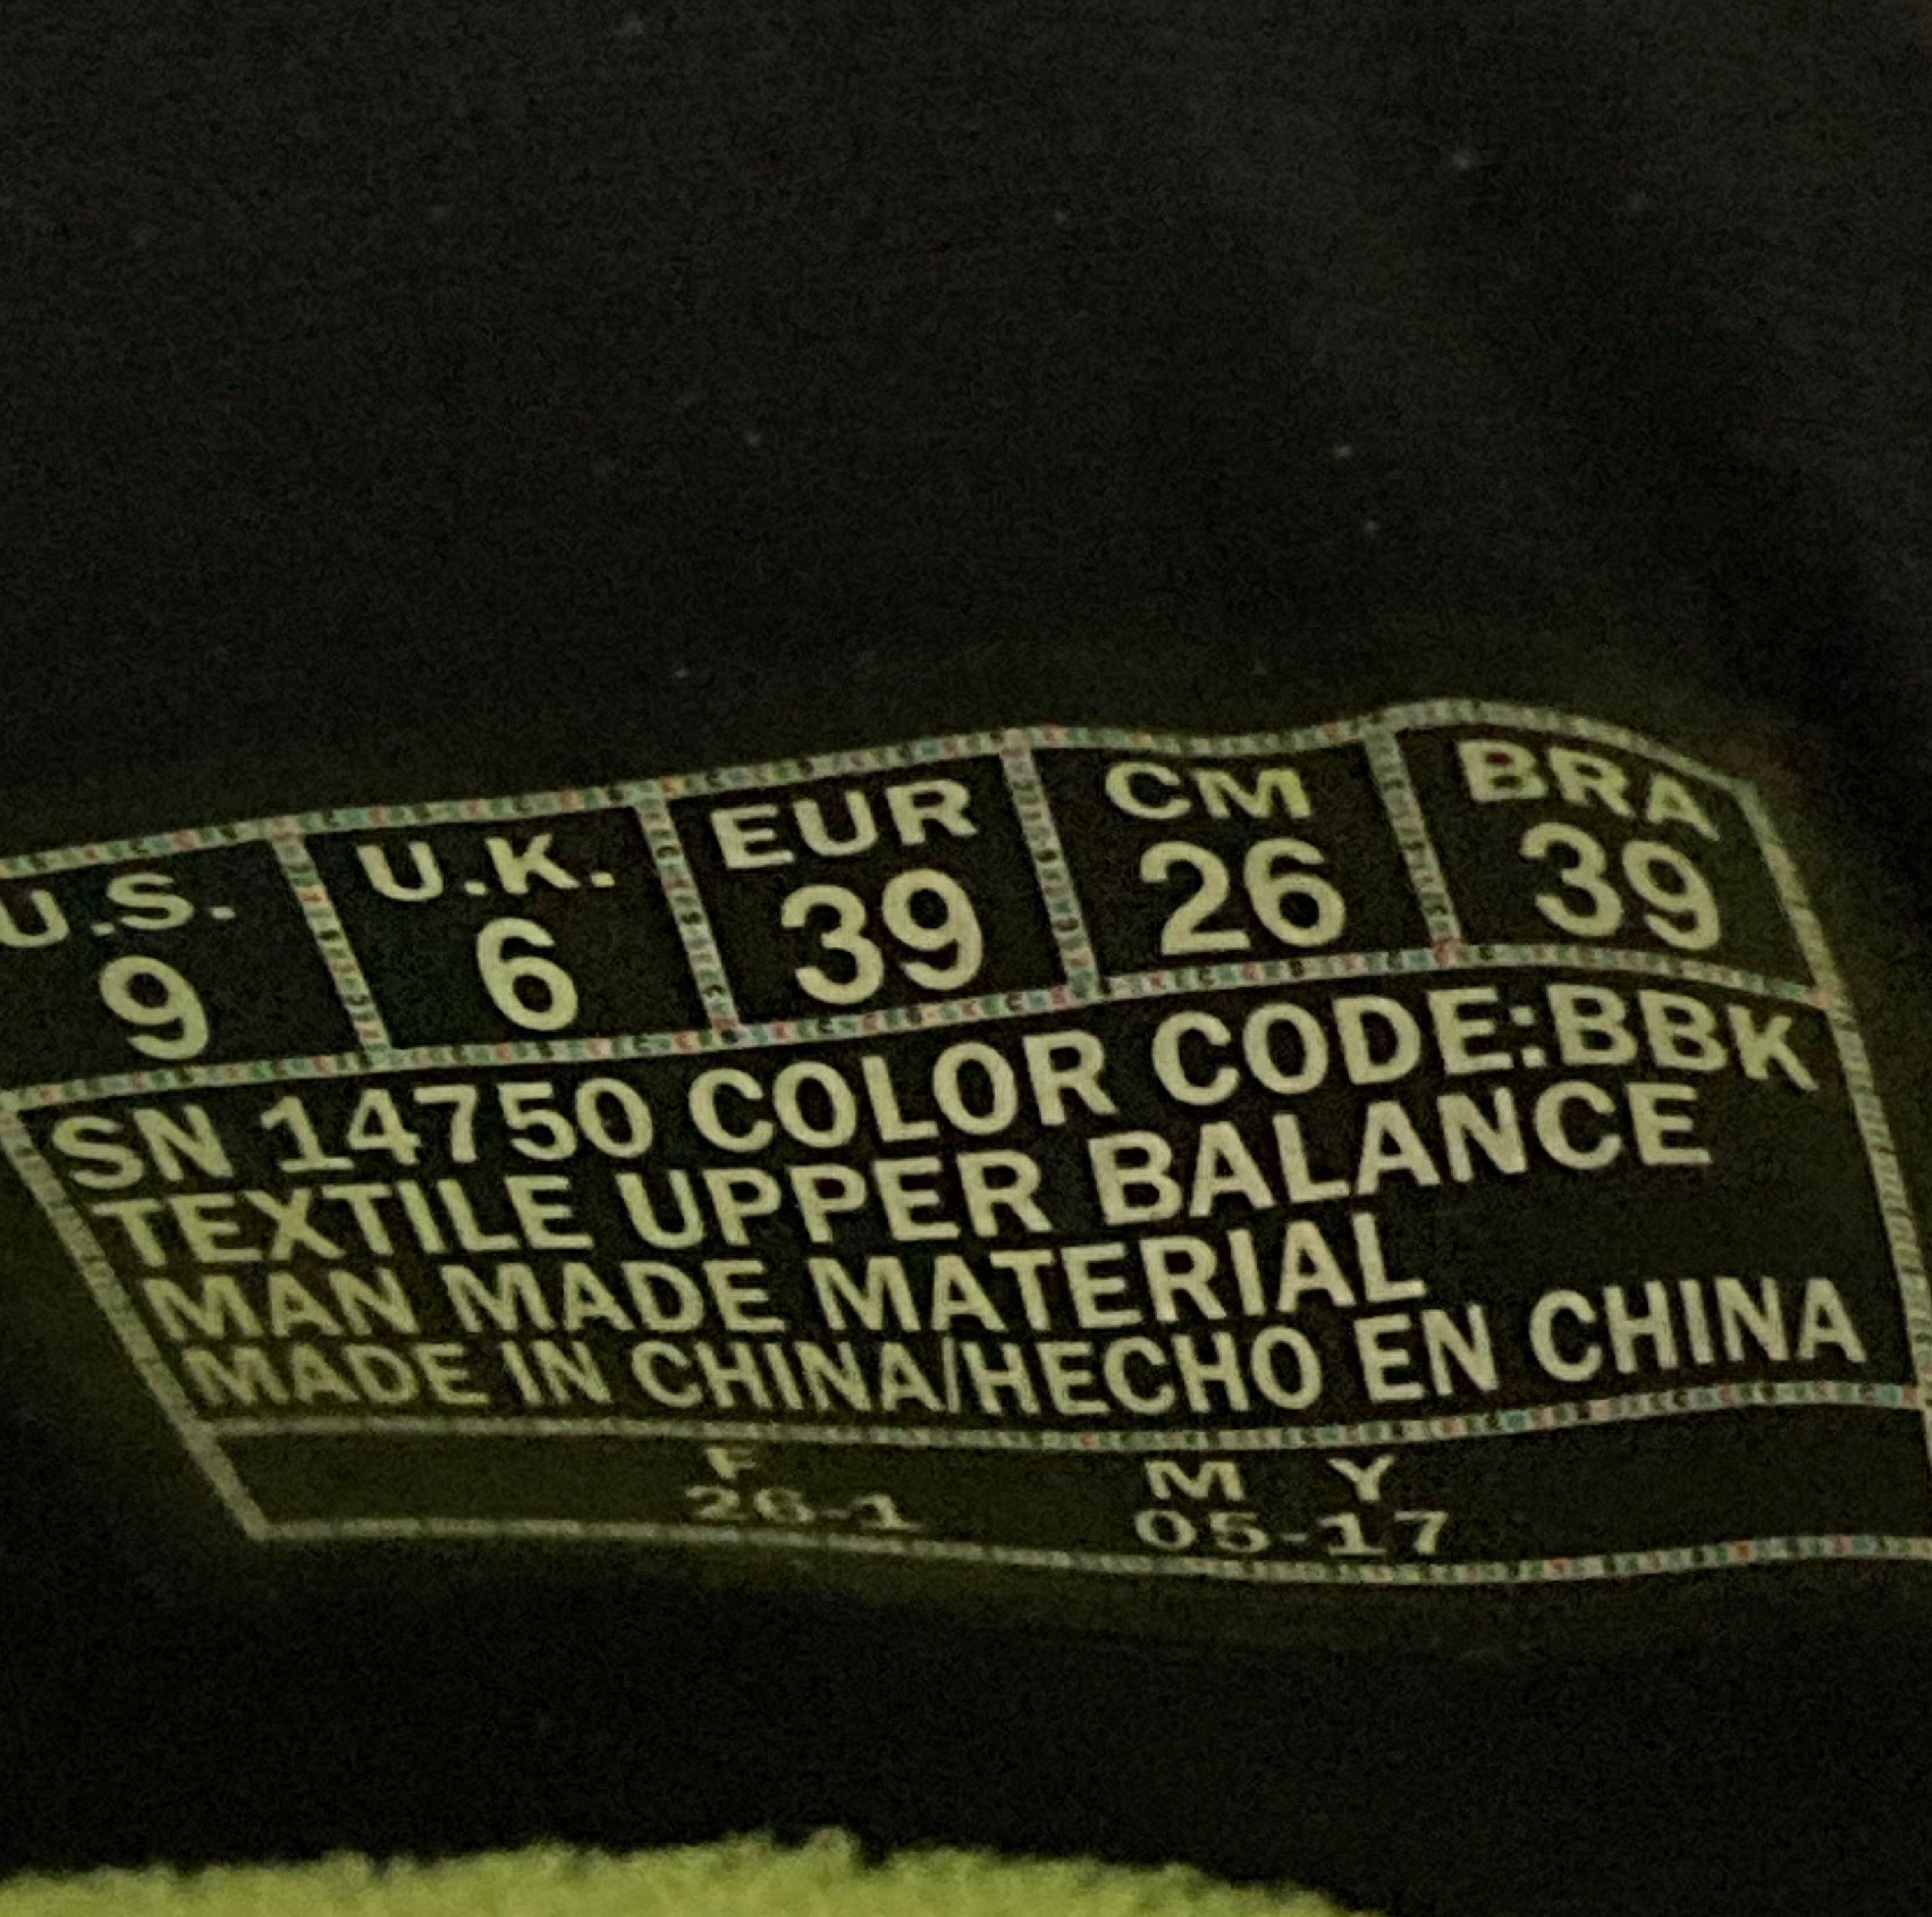 U.S. U.K. EUR CM BRA
9 6 39 26 39
SN 14750 COLOR CODE:BBK
TEXTILE UPPER BALANCE
MAN MADE MATERIAL
MADE IN CHINA/HECHO EN CHINA
F M Y
26-1 05-17